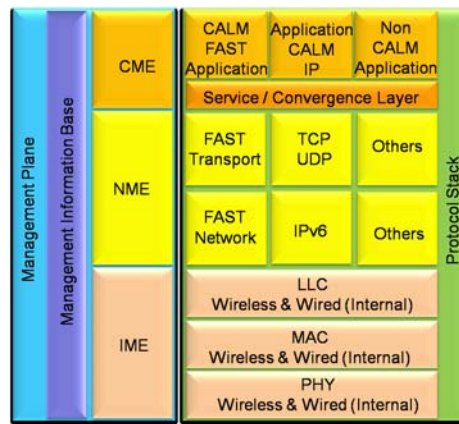 Management Plane
Management Information Base
CME
NME
IME
CALM
FAST
Application
Application
CALM
IP
Non
CALM
Application
Service / Convergence Layer
FAST
Transport
TCP
UDP
Others
FAST
Network
IPv6
Others
LLC
Wireless & Wired (Internal)
MAC
Wireless & Wired (Internal)
PHY
Wireless & Wired (Internal)
Protocol Stack